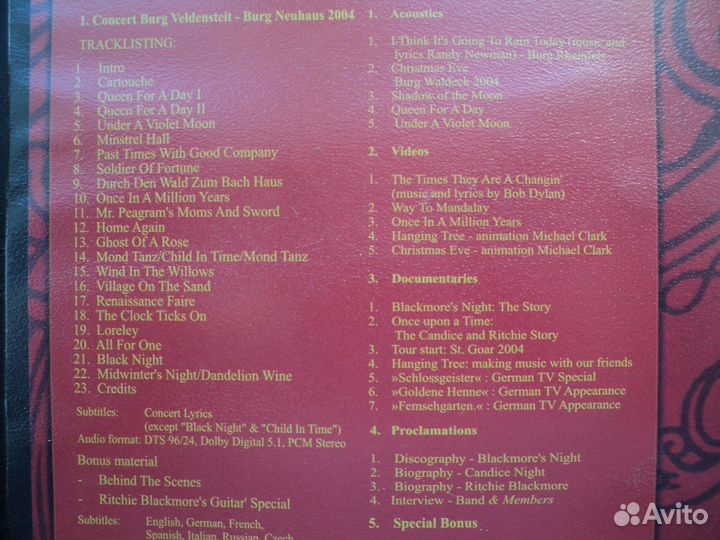 1. Concert Burg Veldensteit - Burg Neuhaus 2004
TRACKLISTING:
1. Intro
2. Cartouche
3. Queen For A Day I
4. Queen For A Day II
5. Under A Violet Moon
6. Minstrel Hall
7. Past Times With Good Company
8. Soldier Of Fortune
9. Durch Den Wald Zum Bach Haus
10. Once In A Million Years
11. Mr. Peagram's Moms And Sword
12. Home Again
13. Ghost Of A Rose
14. Mond Tanz/Child In Time/Mond Tanz
15. Wind In The Willows
16. Village On The Sand
17. Renaissance Faire
18. The Clock Ticks On
19. Loreley
20. All For One
21. Black Night
22. Midwinter's Night/Dandelion Wine
23. Credits
Subtitles: Concert Lyrics
(except "Black Night" & "Child In Time")
Audio format: DTS 96/24, Dolby Digital 5.1, PCM Stereo
Bonus material
- Behind The Scenes
- Ritchie Blackmore's Guitar' Special
Subtitles: English, German, French,
Spanish, Italian, Russian, Czech
1. Acoustics
1. I Think It's Going To Rain Today (music and
lyrics Randy Newman) - Burg Rheinfels
2. Christmas Eve
Burg Waldeck 2004
3. Shadow of the Moon
4. Queen For A Day
5. Under A Violet Moon
2. Videos
1. The Times They Are A Changin'
(music and lyrics by Bob Dylan)
2. Way To Mandalay
3. Once In A Million Years
4. Hanging Tree - animation Michael Clark
5. Christmas Eve - animation Michael Clark
3. Documentaries
1. Blackmore's Night: The Story
2. Once upon a Time:
The Candice and Ritchie Story
3. Tour start: St. Goar 2004
4. Hanging Tree: making music with our friends
5. »Schlossgeister« : German TV Special
6. »Goldene Henne« : German TV Appearance
7. »Fernsehgarten.« : German TV Appearance
4. Proclamations
1. Discography - Blackmore's Night
2. Biography - Candice Night
3. Biography - Ritchie Blackmore
4. Interview - Band & Members
5. Special Bonus
Avito